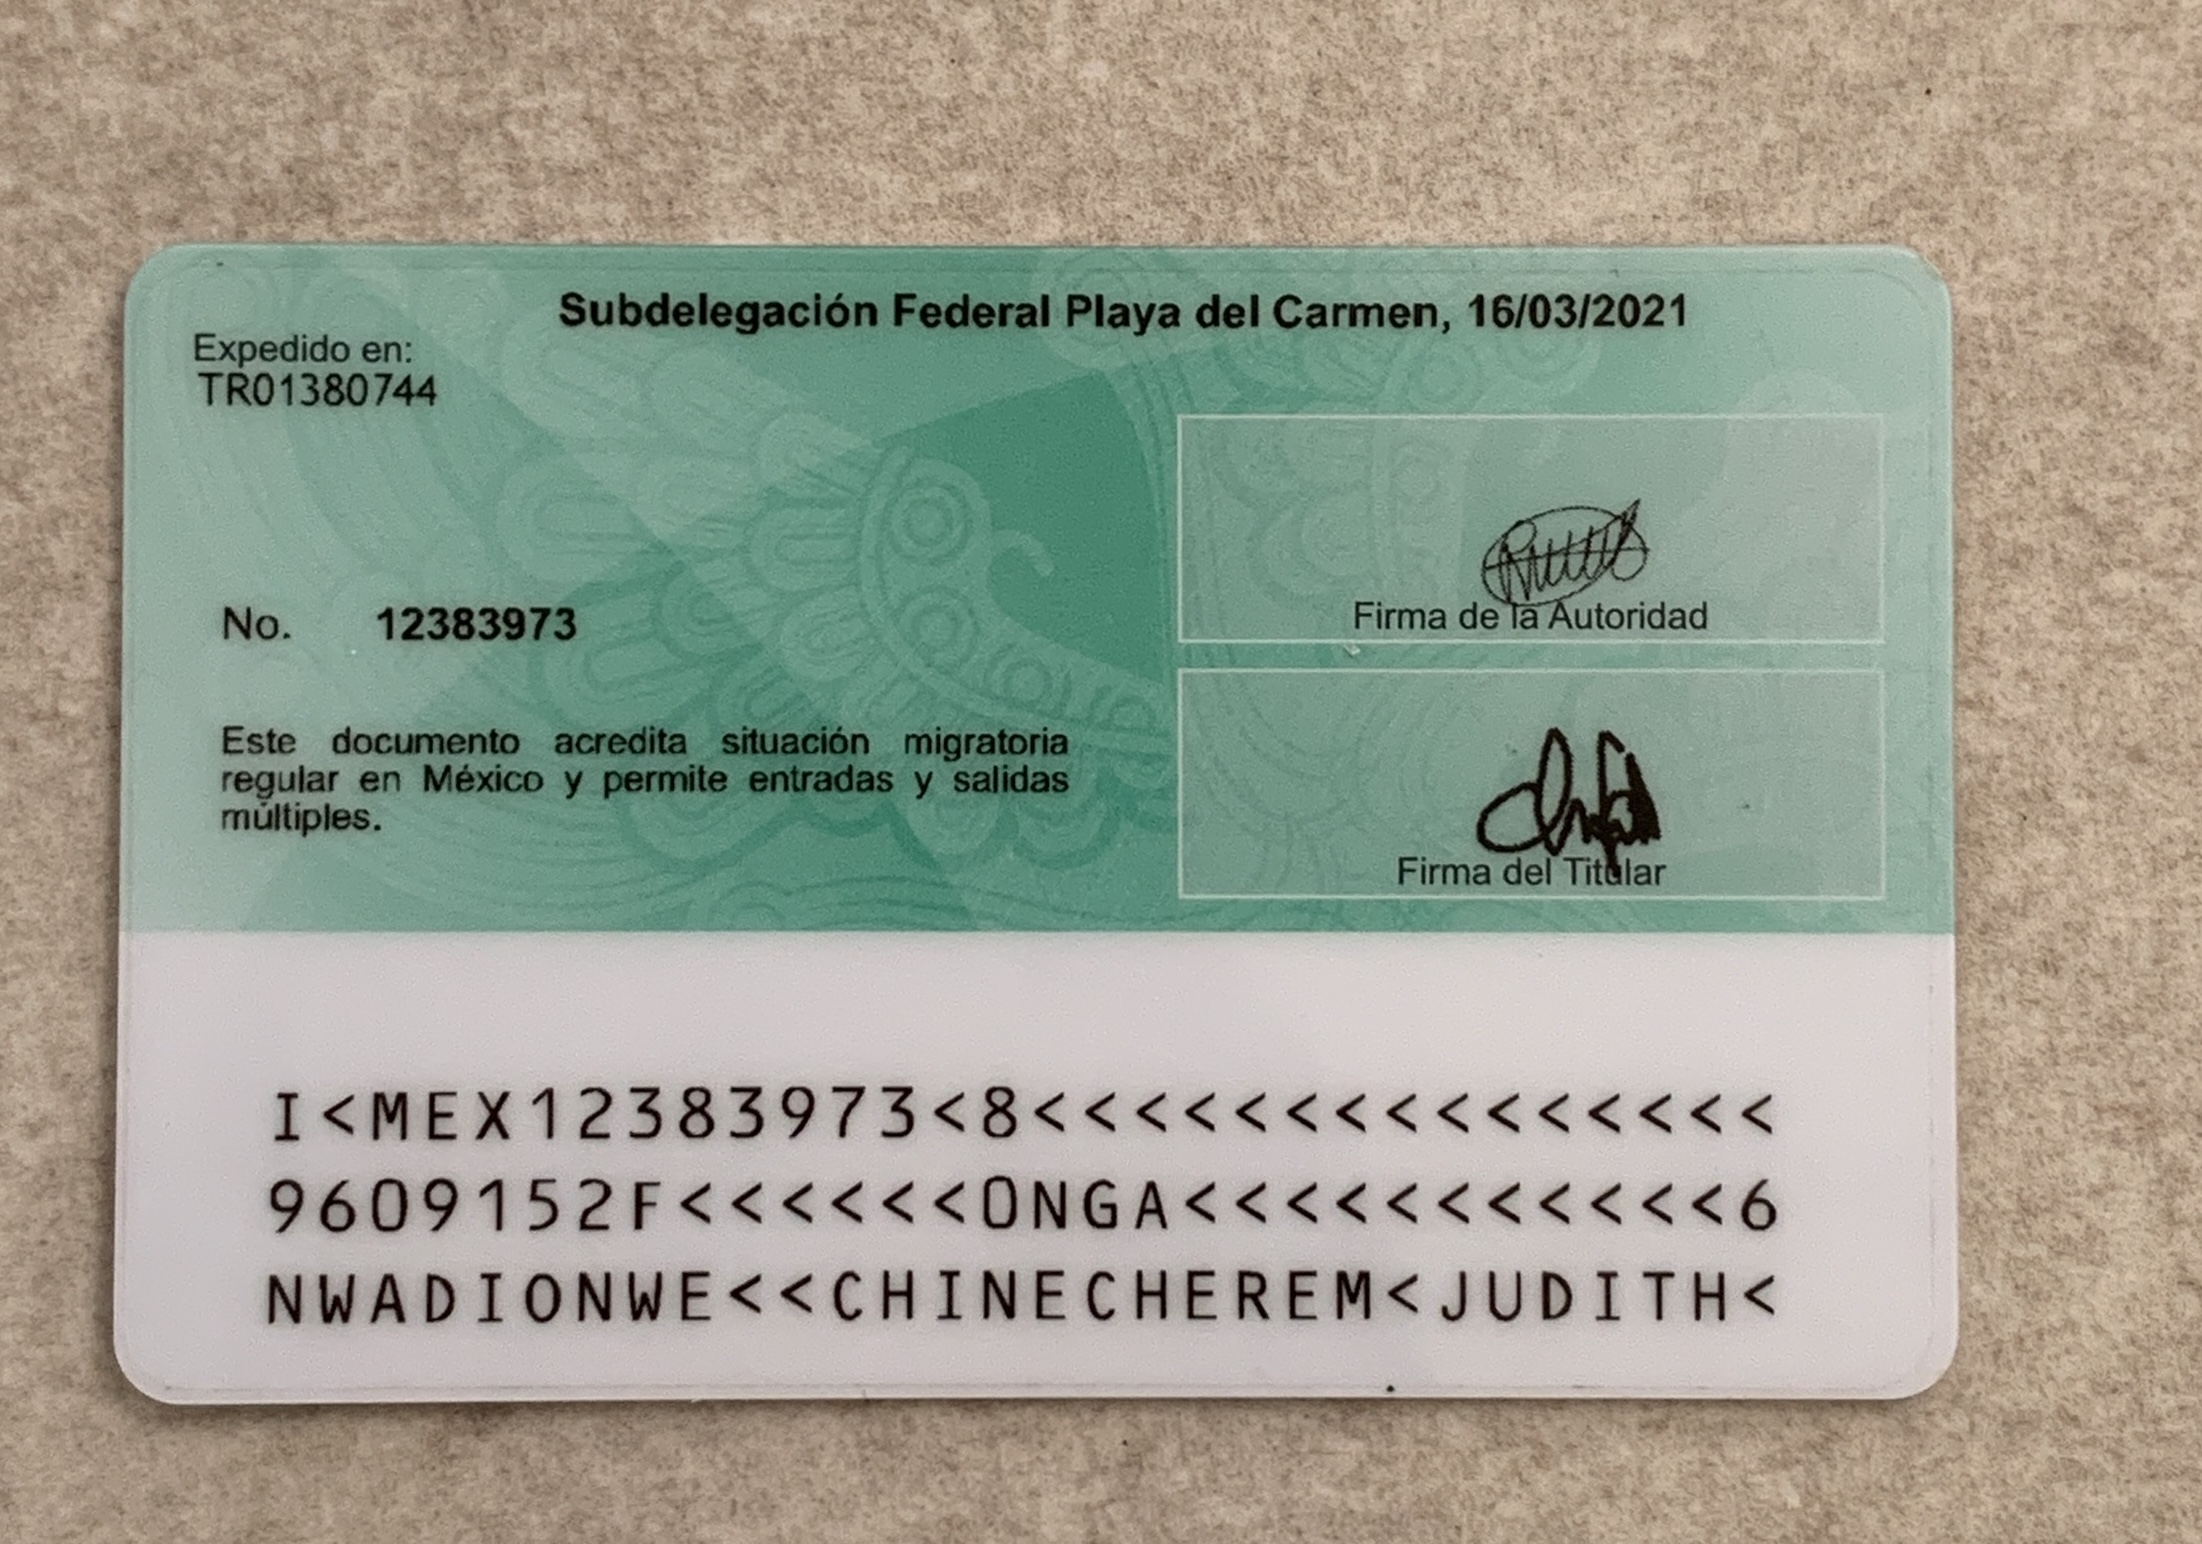 Subdelegación Federal Playa del Carmen, 16/03/2021
Expedido en:
TR01380744
No. 12383973
Firma de la Autoridad
Este documento acredita situación migratoria
regular en México y permite entradas y salidas
múltiples.
Firma del Titular
I<MEX12383973<8<<<<<<<<<<<<<<<
9609152F<<<<<<ONGA<<<<<<<<<<<6
NWADIONWE<<CHINECHEREM<JUDITH<